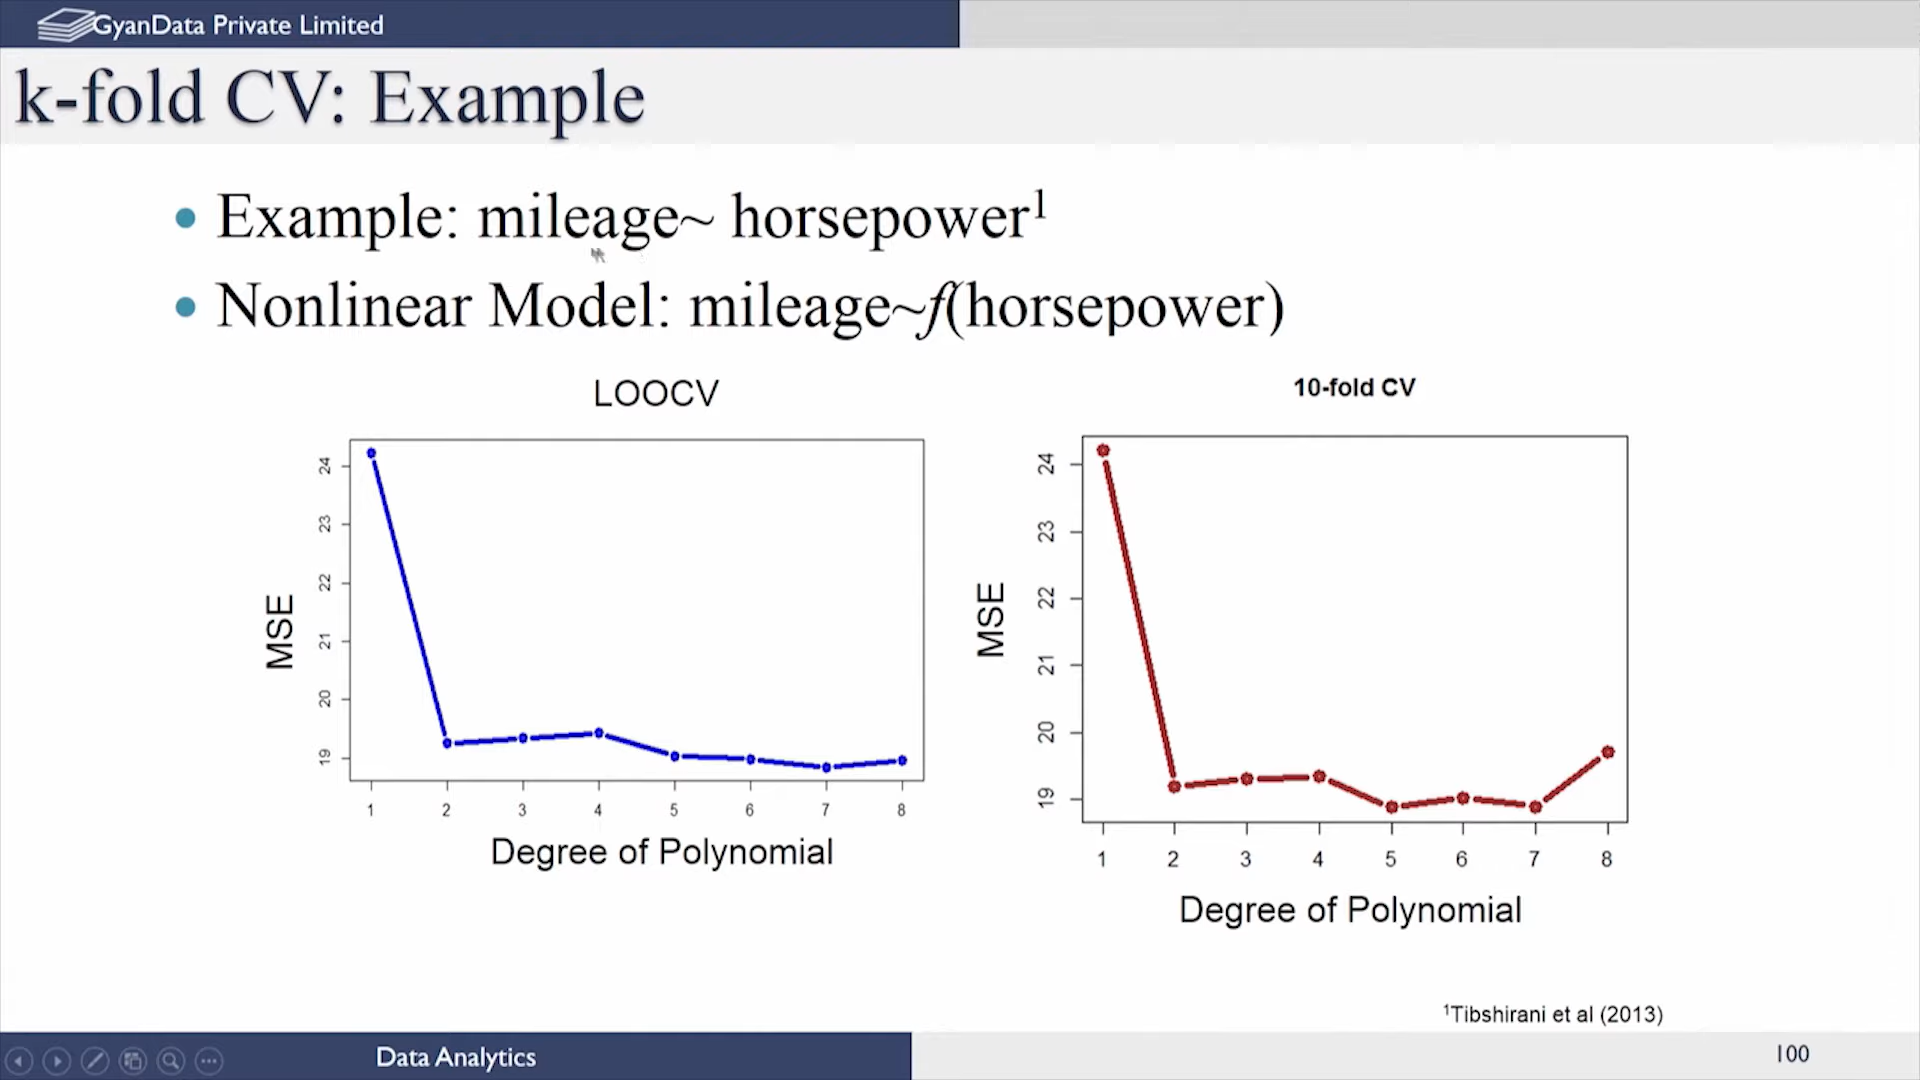 GyanData Private Limited
k-fold CV: Example
• Example: mileage~ horsepower¹
• Nonlinear Model: mileage~f(horsepower)
LOOCV
MSE
24
23
22
21
20
19
1 2 3 4 5 6 7 8
Degree of Polynomial
10-fold CV
MSE
24
23
22
21
20
19
1 2 3 4 5 6 7 8
Degree of Polynomial
¹Tibshirani et al (2013)
Data Analytics
100